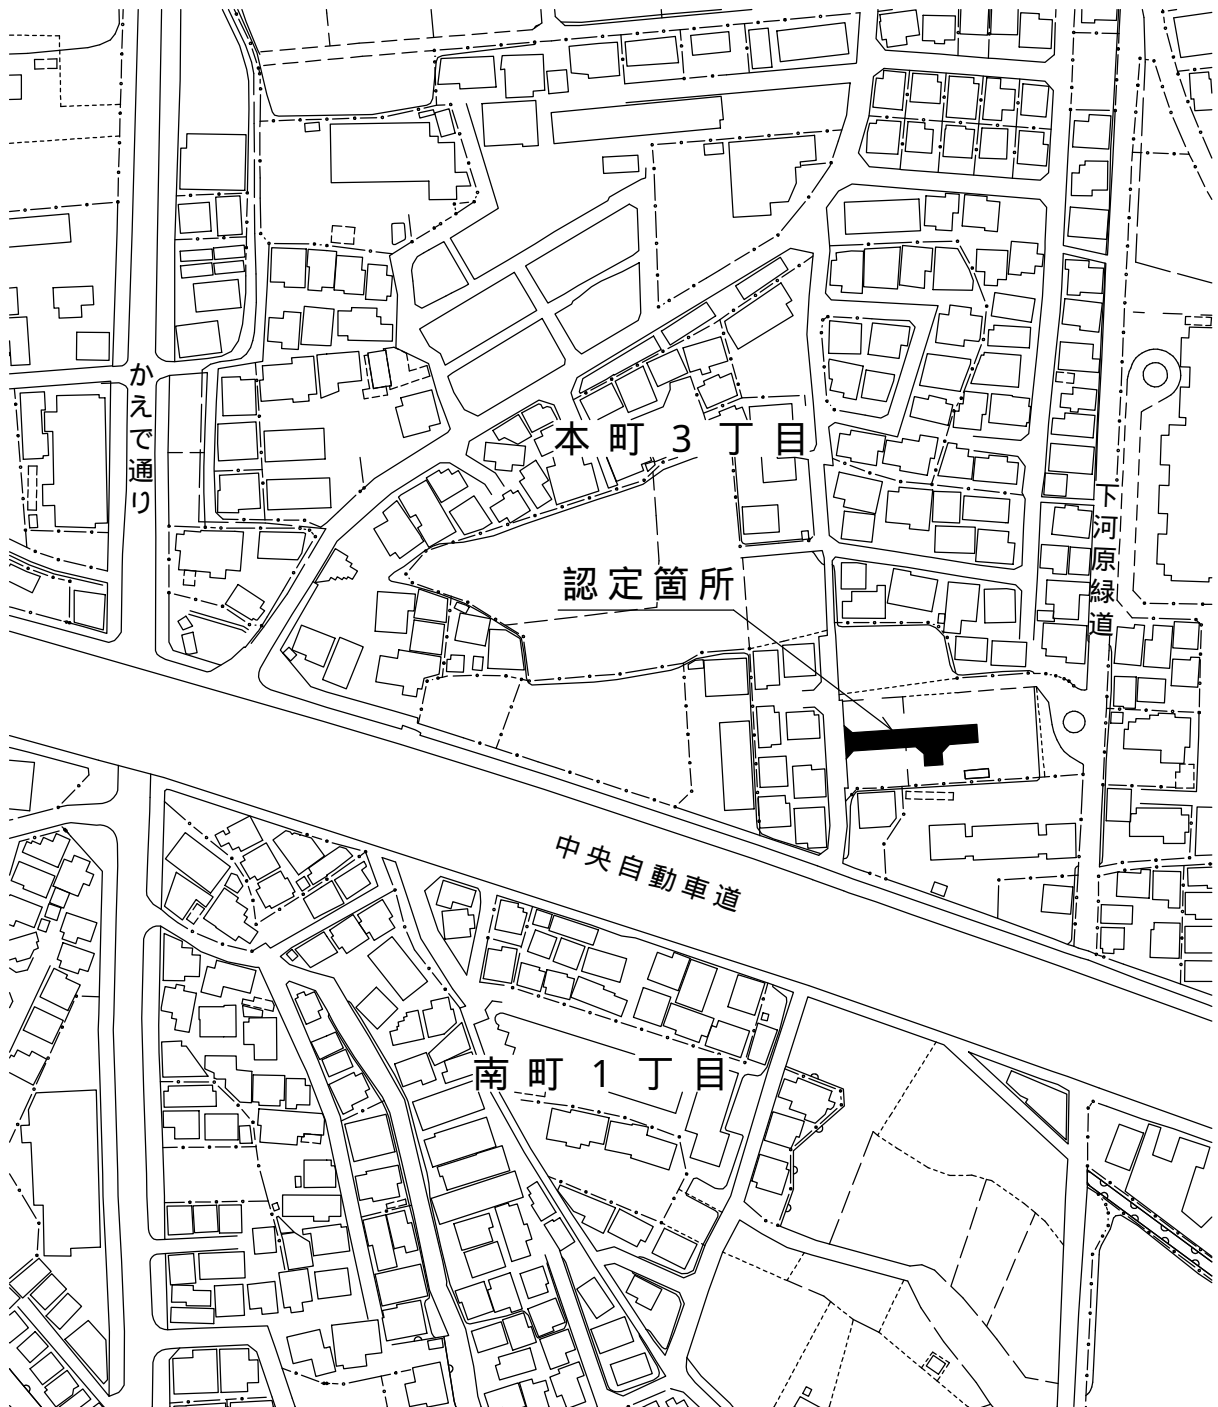 かえで通り
本町3丁目
下河原緑道
認定箇所
中央自動車道
南町1丁目